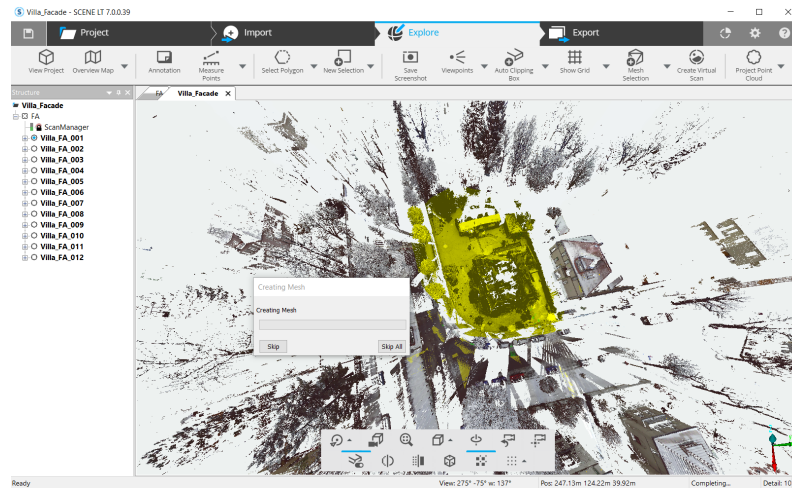 Villa_Facade - SCENE LT 7.0.0.39
Project
Import
Explore
Export
View Project
Overview Map
Annotation
Measure
Points
Select Polygon
New Selection
Save
Screenshot
Viewpoints
Auto Clipping
Box
Show Grid
Mesh
Selection
Create Virtual
Scan
Project Point
Cloud
Structure
FA
Villa_Facade
Villa_Facade
FA
ScanManager
Villa_FA_001
Villa_FA_002
Villa_FA_003
Villa_FA_004
Villa_FA_005
Villa_FA_006
Villa_FA_007
Villa_FA_008
Villa_FA_009
Villa_FA_010
Villa_FA_011
Villa_FA_012
Creating Mesh
Creating Mesh
Skip
Skip All
Ready
View: 275° -75° w: 137°
Pos: 247.13m 124.22m 39.92m
Completing...
Detail: 10